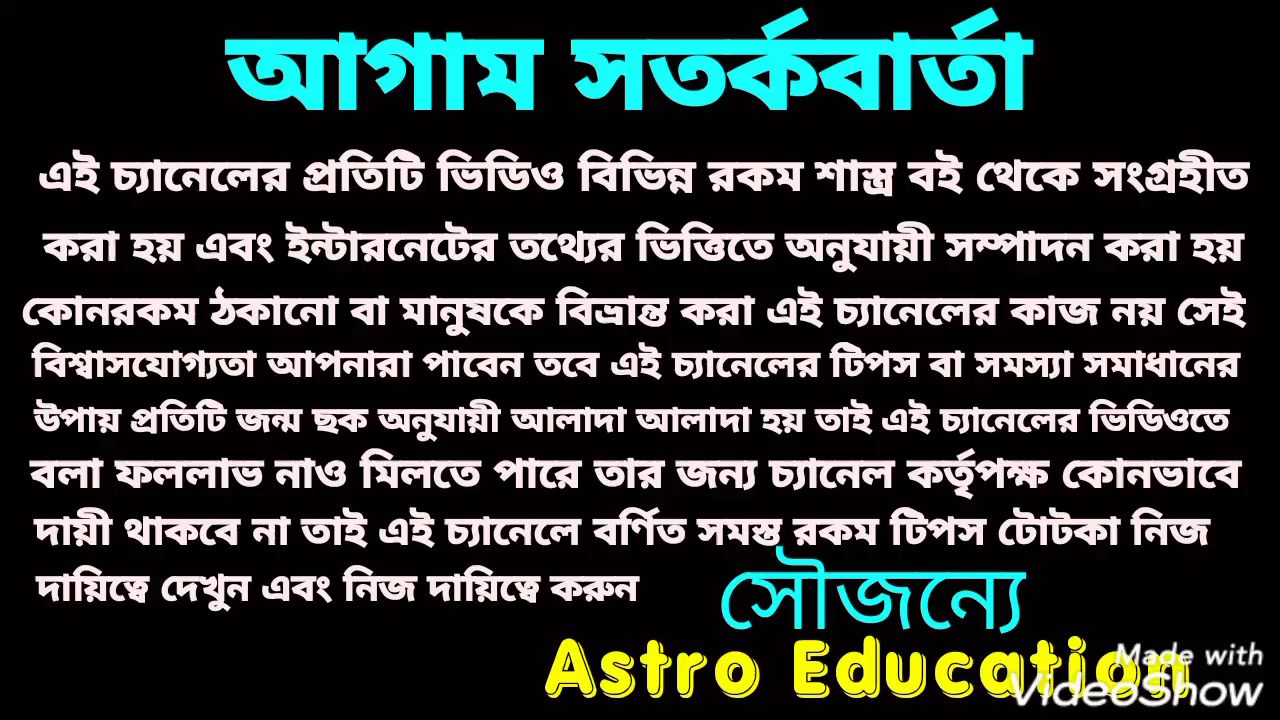 আগাম সতর্কবার্তা
এই চ্যানেলের প্রতিটি ভিডিও বিভিন্ন রকম শাস্ত্র বই থেকে সংগ্রহীত
করা হয় এবং ইন্টারনেটের তথ্যের ভিত্তিতে অনুযায়ী সম্পাদন করা হয়
কোনরকম ঠকানো বা মানুষকে বিভ্রান্ত করা এই চ্যানেলের কাজ নয় সেই
বিশ্বাসযোগ্যতা আপনারা পাবেন তবে এই চ্যানেলের টিপস বা সমস্যা সমাধানের
উপায় প্রতিটি জন্ম ছক অনুযায়ী আলাদা আলাদা হয় তাই এই চ্যানেলের ভিডিওতে
বলা ফললাভ নাও মিলতে পারে তার জন্য চ্যানেল কর্তৃপক্ষ কোনভাবে
দায়ী থাকবে না তাই এই চ্যানেলে বর্ণিত সমস্ত রকম টিপস টোটকা নিজ
দায়িত্বে দেখুন এবং নিজ দায়িত্বে করুন
সৌজন্যে
Astro Education
Made with
VideoShow